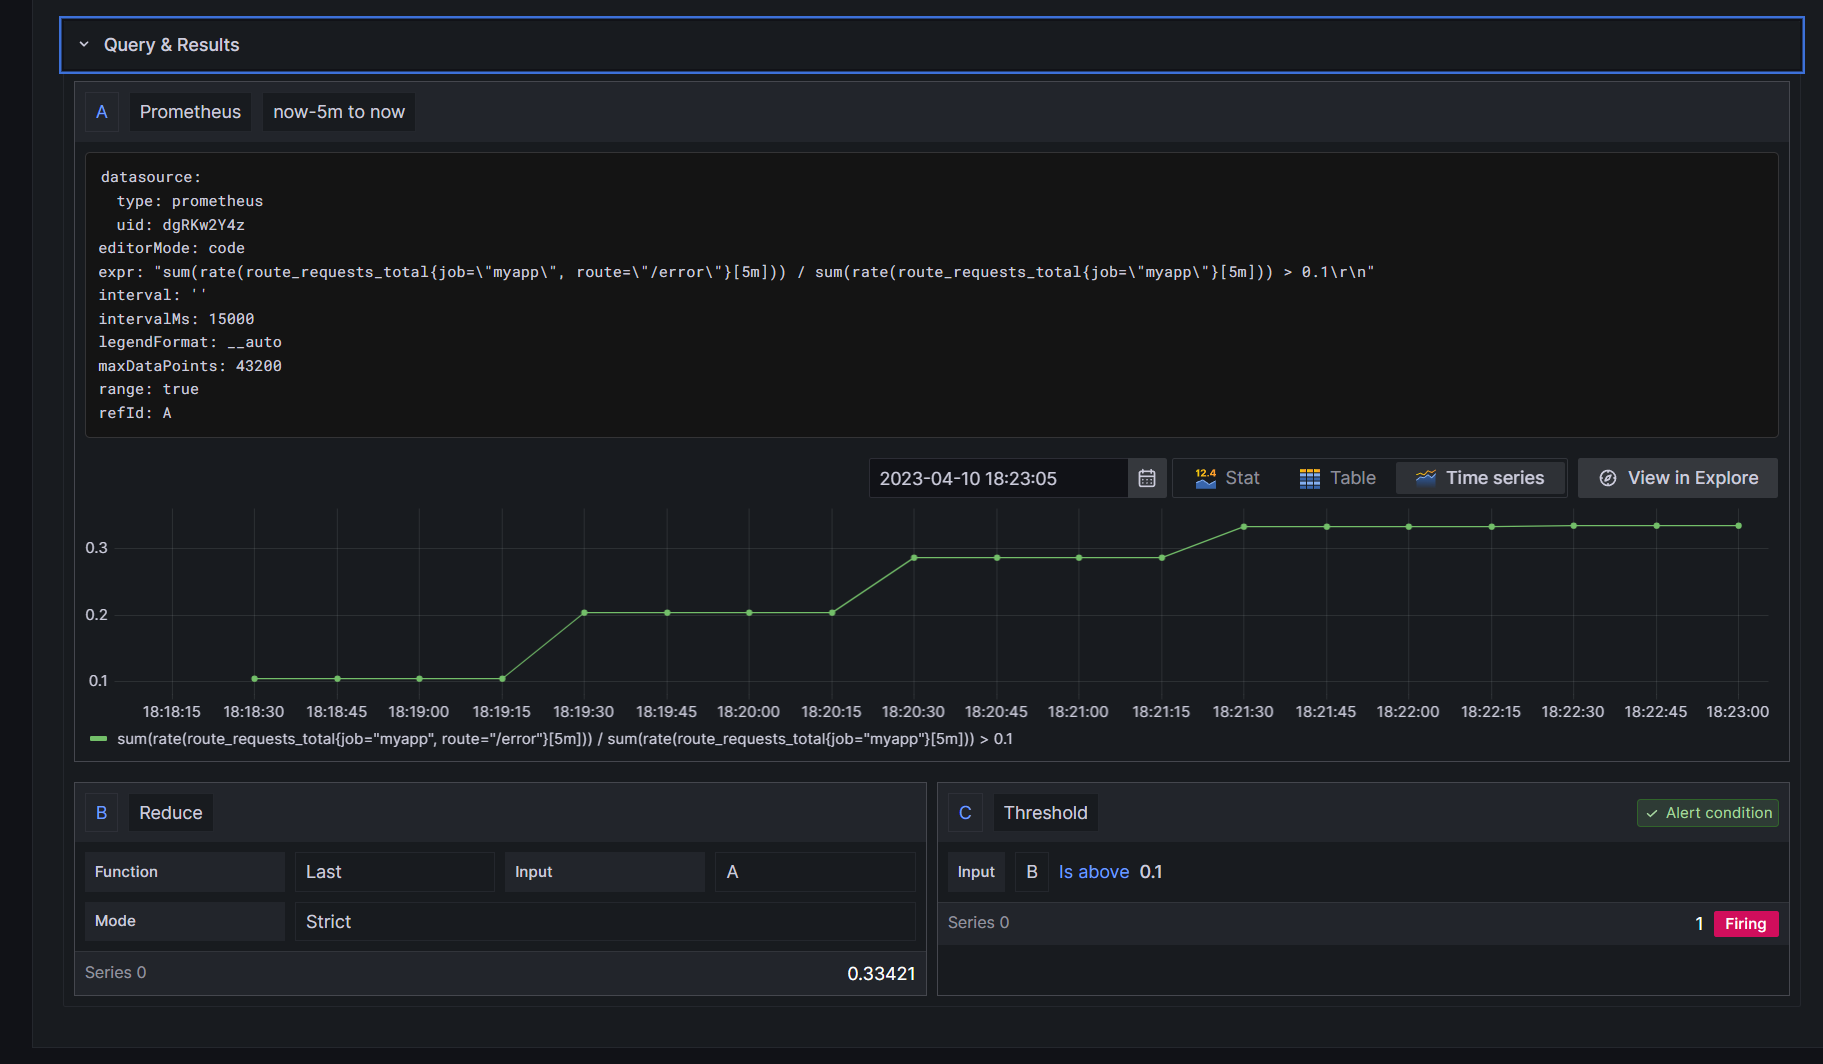 Query & Results
A Prometheus now-5m to now
datasource:
  type: prometheus
  uid: dgRKw2Y4z
editorMode: code
expr: "sum(rate(route_requests_total{job=\"myapp\", route=\"/error\"}[5m])) / sum(rate(route_requests_total{job=\"myapp\"}[5m])) > 0.1\r\n"
interval: ''
intervalMs: 15000
legendFormat: __auto
maxDataPoints: 43200
range: true
refId: A
2023-04-10 18:23:05 12.4 Stat Table Time series View in Explore
0.3
0.2
0.1
18:18:15 18:18:30 18:18:45 18:19:00 18:19:15 18:19:30 18:19:45 18:20:00 18:20:15 18:20:30 18:20:45 18:21:00 18:21:15 18:21:30 18:21:45 18:22:00 18:22:15 18:22:30 18:22:45 18:23:00
sum(rate(route_requests_total{job="myapp", route="/error"}[5m])) / sum(rate(route_requests_total{job="myapp"}[5m])) > 0.1
B Reduce
Function Last Input A
Mode Strict
Series 0 0.33421
C Threshold Alert condition
Input B Is above 0.1
Series 0 1 Firing